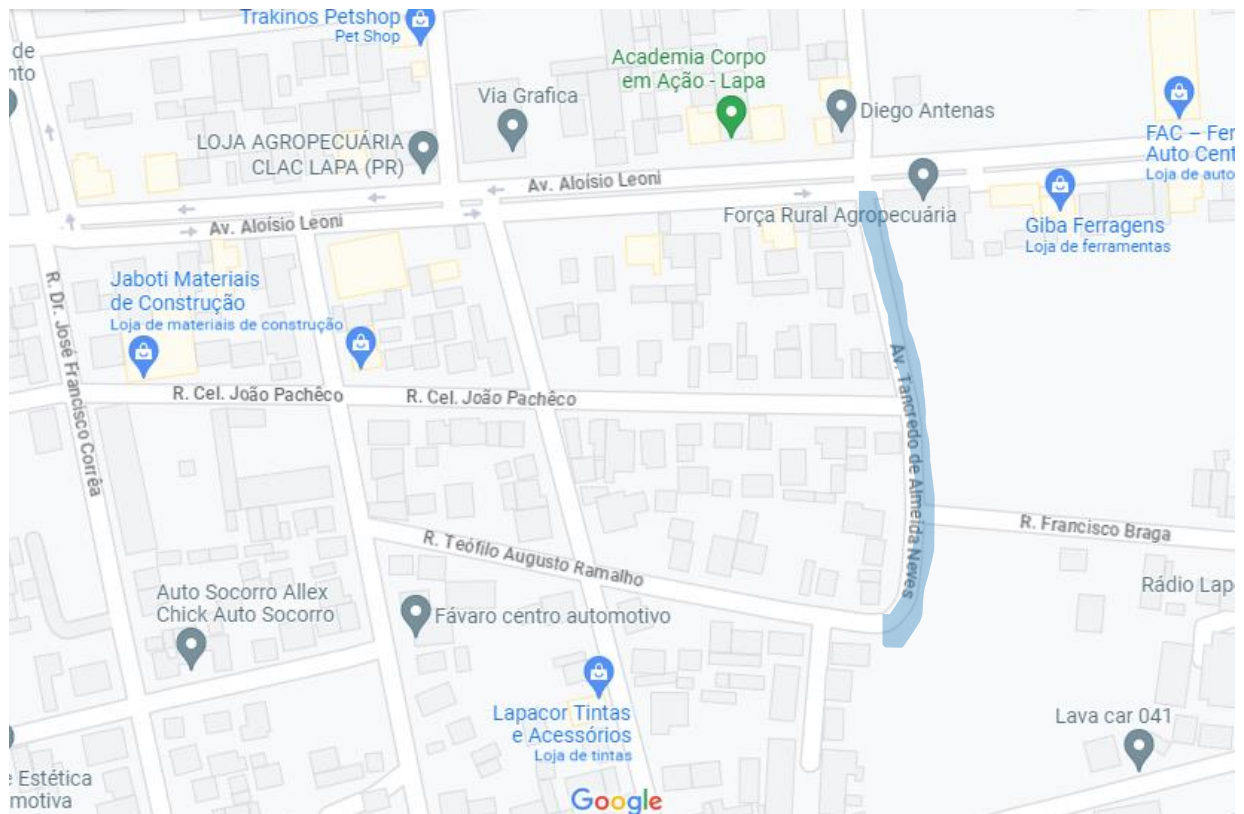 Trakinos Petshop
Pet Shop
de
nto
Academia Corpo
em Ação - Lapa
Via Grafica
Diego Antenas
LOJA AGROPECUÁRIA
CLAC LAPA (PR)
FAC – Fer
Auto Cent
Loja de auto
Av. Aloísio Leoni
Av. Aloísio Leoni
Força Rural Agropecuária
Giba Ferragens
Loja de ferramentas
R. Dr. José Francisco Corrêa
Jaboti Materiais
de Construção
Loja de materiais de construção
Av. Tancredo de Almeida Neves
R. Cel. João Pachêco
R. Cel. João Pachêco
R. Francisco Braga
R. Teófilo Augusto Ramalho
Auto Socorro Allex
Chick Auto Socorro
Fávaro centro automotivo
Rádio Lap
Lapacor Tintas
e Acessórios
Loja de tintas
Lava car 041
e Estética
motiva
Google